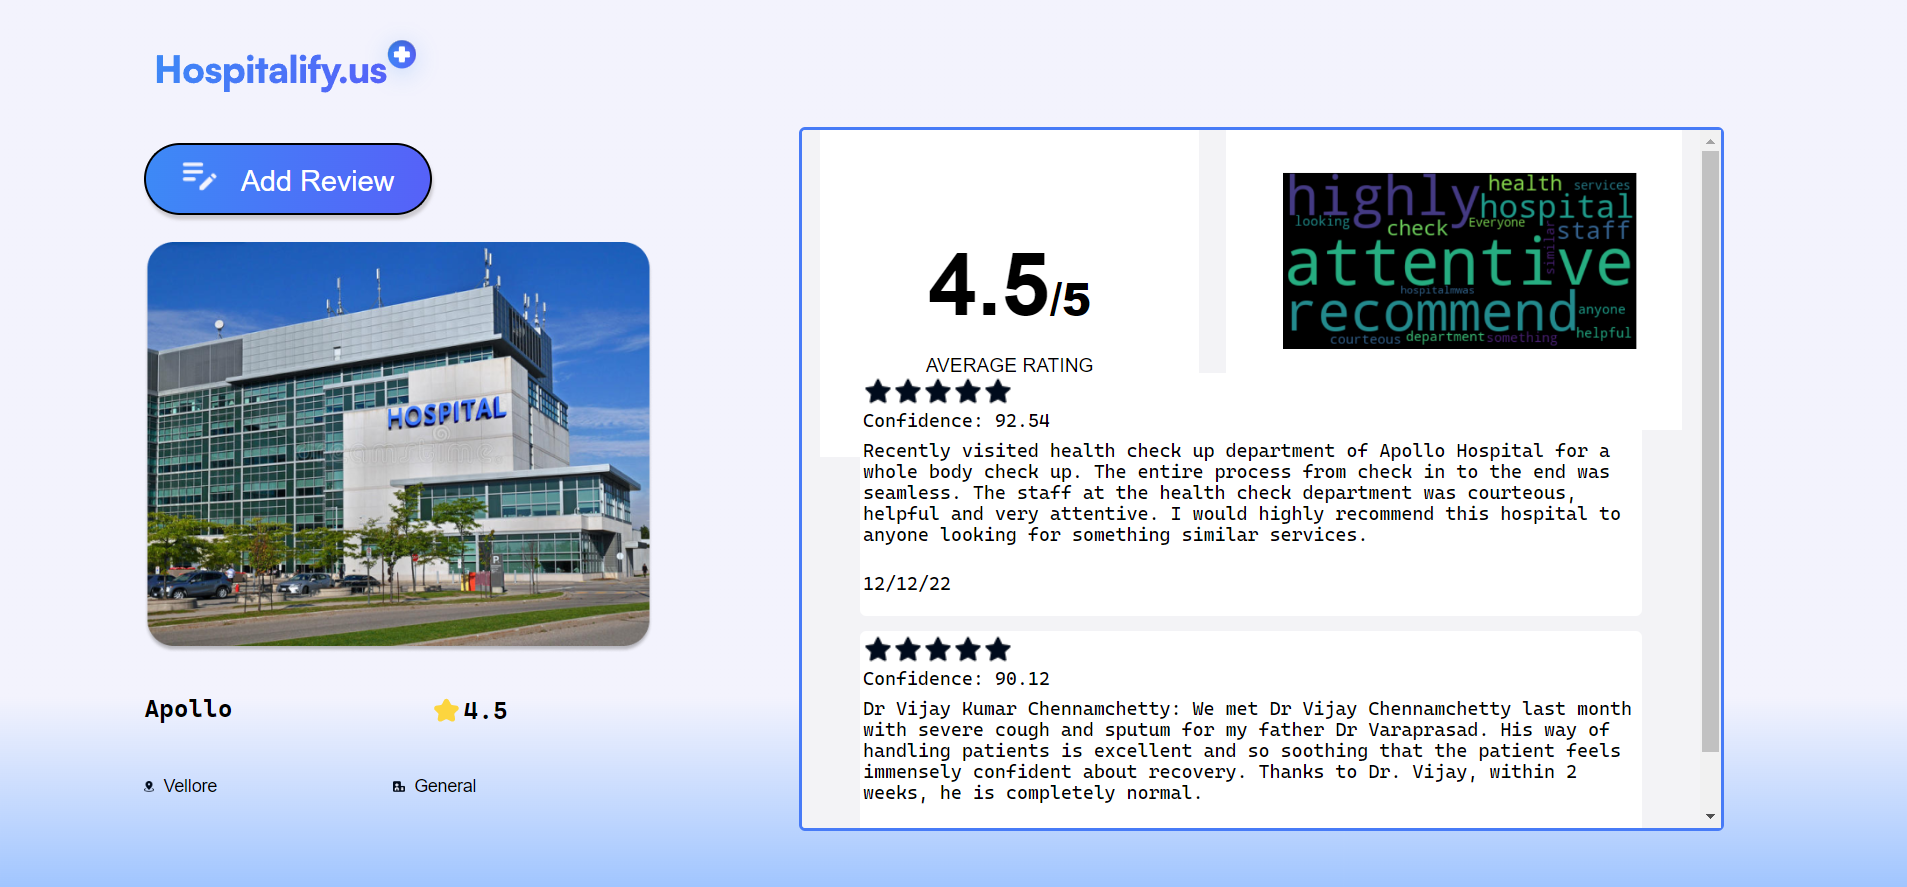 Hospitalify.us
Add Review
HOSPITAL
P
Apollo
4.5
Vellore
General
4.5/5
AVERAGE RATING
highly
health
services
looking
hospital
check
Everyone
staff
similar
attentive
hospitalmwas
recommend
anyone
helpful
courteous
department
something
Confidence: 92.54
Recently visited health check up department of Apollo Hospital for a
whole body check up. The entire process from check in to the end was
seamless. The staff at the health check department was courteous,
helpful and very attentive. I would highly recommend this hospital to
anyone looking for something similar services.
12/12/22
Confidence: 90.12
Dr Vijay Kumar Chennamchetty: We met Dr Vijay Chennamchetty last month
with severe cough and sputum for my father Dr Varaprasad. His way of
handling patients is excellent and so soothing that the patient feels
immensely confident about recovery. Thanks to Dr. Vijay, within 2
weeks, he is completely normal.